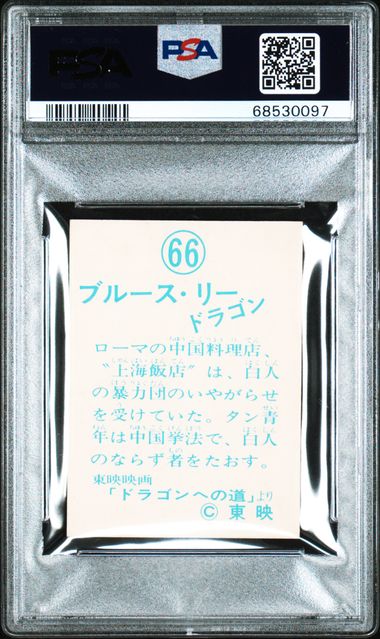 PSA
PSA
68530097
66
ブルース・リー
ドラゴン
ローマの中国料理店、
〝上海飯店〟は、白人
の暴力団のいやがらせ
を受けていた。タン青
年は中国拳法で、白人
のならず者をたおす。
東映映画
「ドラゴンへの道」より
© 東映